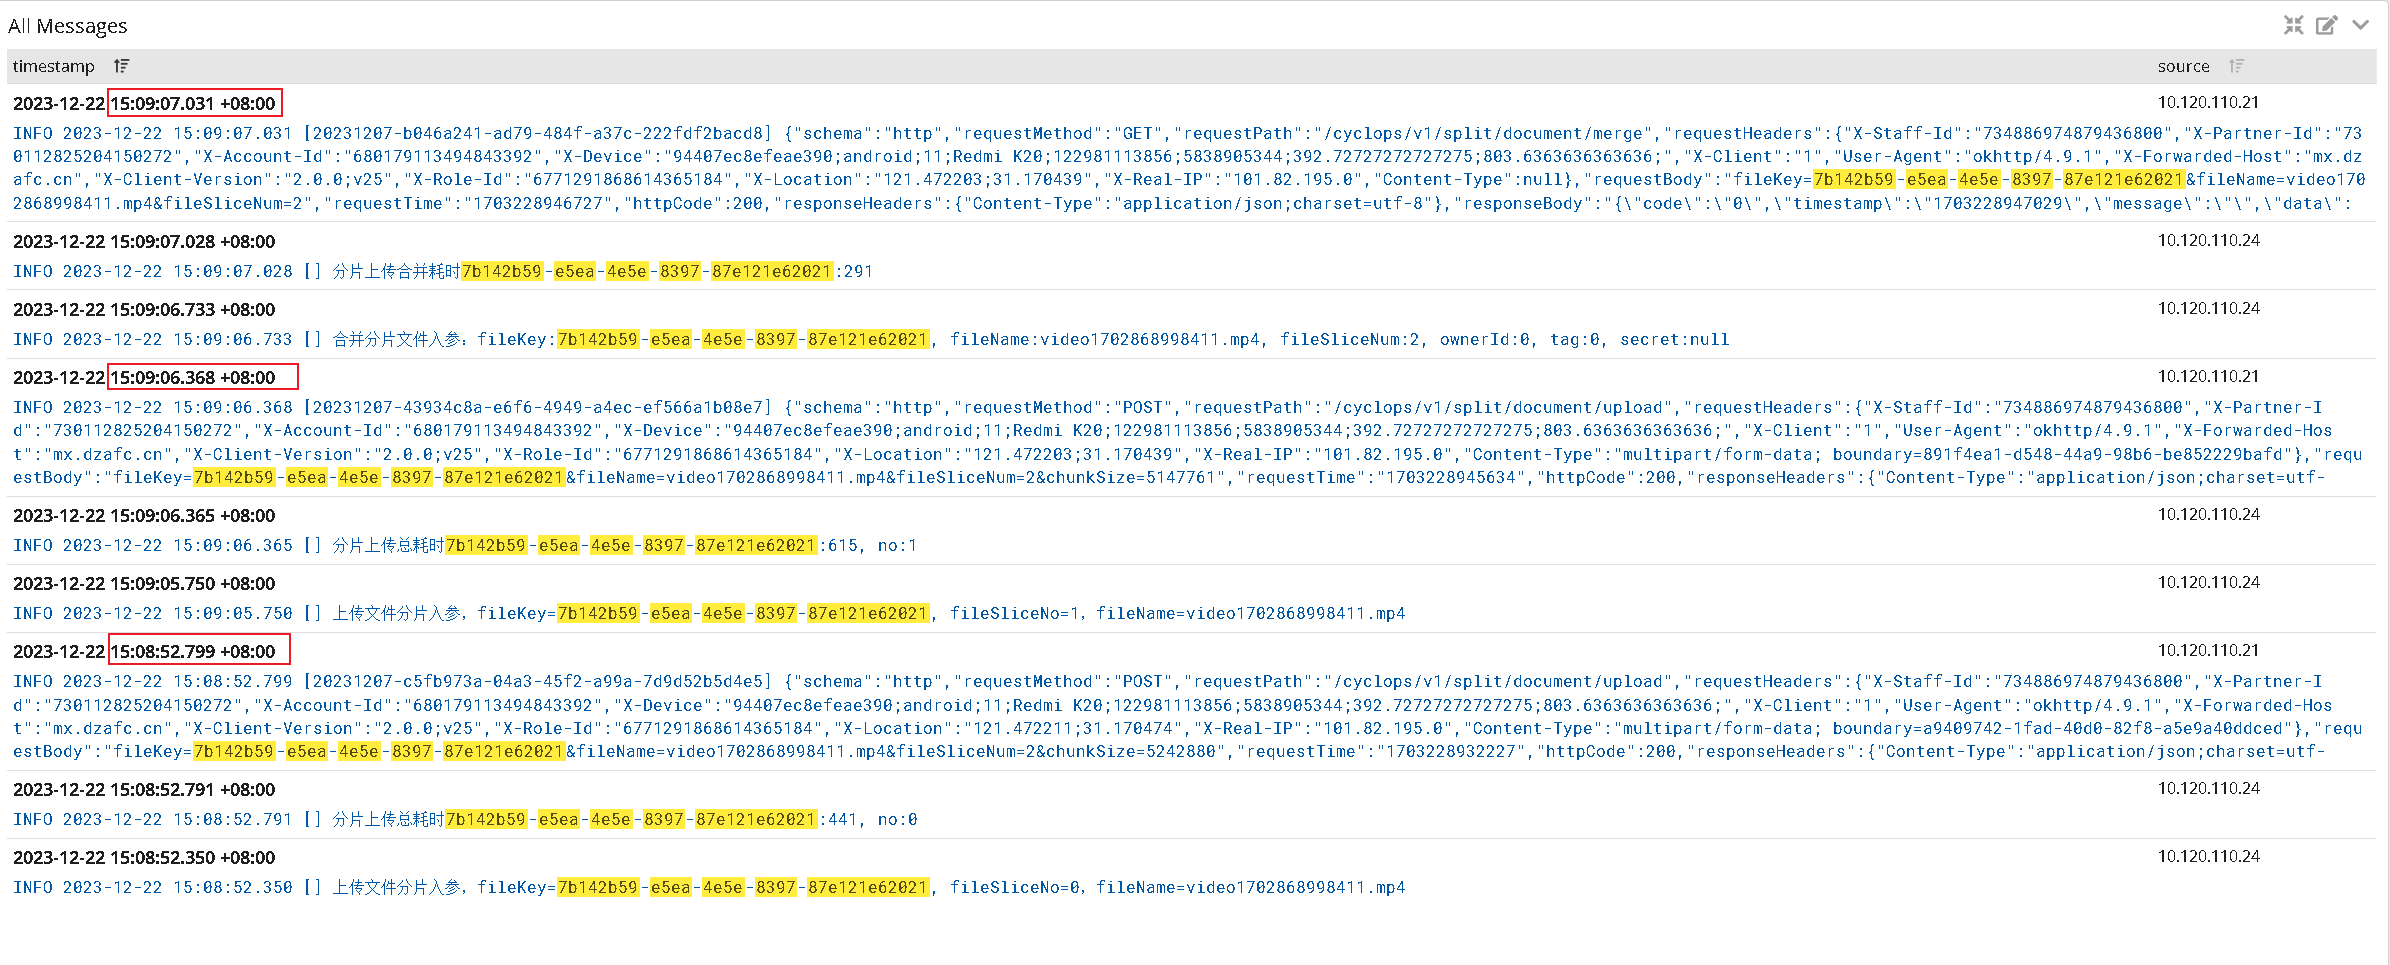 All Messages
timestamp source
2023-12-22 15:09:07.031 +08:00 10.120.110.21
INFO 2023-12-22 15:09:07.031 [20231207-b046a241-ad79-484f-a37c-222fdf2bacd8] {"schema":"http","requestMethod":"GET","requestPath":"/cyclops/v1/split/document/merge","requestHeaders":{"X-Staff-Id":"734886974879436800","X-Partner-Id":"73
0112825204150272","X-Account-Id":"680179113494843392","X-Device":"94407ec8efeae390;android;11;Redmi K20;122981113856;5838905344;392.72727272727275;803.6363636363636;","X-Client":"1","User-Agent":"okhttp/4.9.1","X-Forwarded-Host":"mx.dz
afc.cn","X-Client-Version":"2.0.0;v25","X-Role-Id":"6771291868614365184","X-Location":"121.472203;31.170439","X-Real-IP":"101.82.195.0","Content-Type":null},"requestBody":"fileKey=7b142b59-e5ea-4e5e-8397-87e121e62021&fileName=video170
2868998411.mp4&fileSliceNum=2","requestTime":"1703228946727","httpCode":200,"responseHeaders":{"Content-Type":"application/json;charset=utf-8"},"responseBody":"{\"code\":\"0\",\"timestamp\":\"1703228947029\",\"message\":\"\",\"data\":
2023-12-22 15:09:07.028 +08:00 10.120.110.24
INFO 2023-12-22 15:09:07.028 [] 分片上传合并耗时7b142b59-e5ea-4e5e-8397-87e121e62021:291
2023-12-22 15:09:06.733 +08:00 10.120.110.24
INFO 2023-12-22 15:09:06.733 [] 合并分片文件入参：fileKey:7b142b59-e5ea-4e5e-8397-87e121e62021, fileName:video1702868998411.mp4, fileSliceNum:2, ownerId:0, tag:0, secret:null
2023-12-22 15:09:06.368 +08:00 10.120.110.21
INFO 2023-12-22 15:09:06.368 [20231207-43934c8a-e6f6-4949-a4ec-ef566a1b08e7] {"schema":"http","requestMethod":"POST","requestPath":"/cyclops/v1/split/document/upload","requestHeaders":{"X-Staff-Id":"734886974879436800","X-Partner-I
d":"730112825204150272","X-Account-Id":"680179113494843392","X-Device":"94407ec8efeae390;android;11;Redmi K20;122981113856;5838905344;392.72727272727275;803.6363636363636;","X-Client":"1","User-Agent":"okhttp/4.9.1","X-Forwarded-Hos
t":"mx.dzafc.cn","X-Client-Version":"2.0.0;v25","X-Role-Id":"6771291868614365184","X-Location":"121.472203;31.170439","X-Real-IP":"101.82.195.0","Content-Type":"multipart/form-data; boundary=891f4ea1-d548-44a9-98b6-be852229bafd"},"requ
estBody":"fileKey=7b142b59-e5ea-4e5e-8397-87e121e62021&fileName=video1702868998411.mp4&fileSliceNum=2&chunkSize=5147761","requestTime":"1703228945634","httpCode":200,"responseHeaders":{"Content-Type":"application/json;charset=utf-
2023-12-22 15:09:06.365 +08:00 10.120.110.24
INFO 2023-12-22 15:09:06.365 [] 分片上传总耗时7b142b59-e5ea-4e5e-8397-87e121e62021:615, no:1
2023-12-22 15:09:05.750 +08:00 10.120.110.24
INFO 2023-12-22 15:09:05.750 [] 上传文件分片入参，fileKey=7b142b59-e5ea-4e5e-8397-87e121e62021, fileSliceNo=1，fileName=video1702868998411.mp4
2023-12-22 15:08:52.799 +08:00 10.120.110.21
INFO 2023-12-22 15:08:52.799 [20231207-c5fb973a-04a3-45f2-a99a-7d9d52b5d4e5] {"schema":"http","requestMethod":"POST","requestPath":"/cyclops/v1/split/document/upload","requestHeaders":{"X-Staff-Id":"734886974879436800","X-Partner-I
d":"730112825204150272","X-Account-Id":"680179113494843392","X-Device":"94407ec8efeae390;android;11;Redmi K20;122981113856;5838905344;392.72727272727275;803.6363636363636;","X-Client":"1","User-Agent":"okhttp/4.9.1","X-Forwarded-Hos
t":"mx.dzafc.cn","X-Client-Version":"2.0.0;v25","X-Role-Id":"6771291868614365184","X-Location":"121.472211;31.170474","X-Real-IP":"101.82.195.0","Content-Type":"multipart/form-data; boundary=a9409742-1fad-40d0-82f8-a5e9a40ddced"},"requ
estBody":"fileKey=7b142b59-e5ea-4e5e-8397-87e121e62021&fileName=video1702868998411.mp4&fileSliceNum=2&chunkSize=5242880","requestTime":"1703228932227","httpCode":200,"responseHeaders":{"Content-Type":"application/json;charset=utf-
2023-12-22 15:08:52.791 +08:00 10.120.110.24
INFO 2023-12-22 15:08:52.791 [] 分片上传总耗时7b142b59-e5ea-4e5e-8397-87e121e62021:441, no:0
2023-12-22 15:08:52.350 +08:00 10.120.110.24
INFO 2023-12-22 15:08:52.350 [] 上传文件分片入参，fileKey=7b142b59-e5ea-4e5e-8397-87e121e62021, fileSliceNo=0，fileName=video1702868998411.mp4